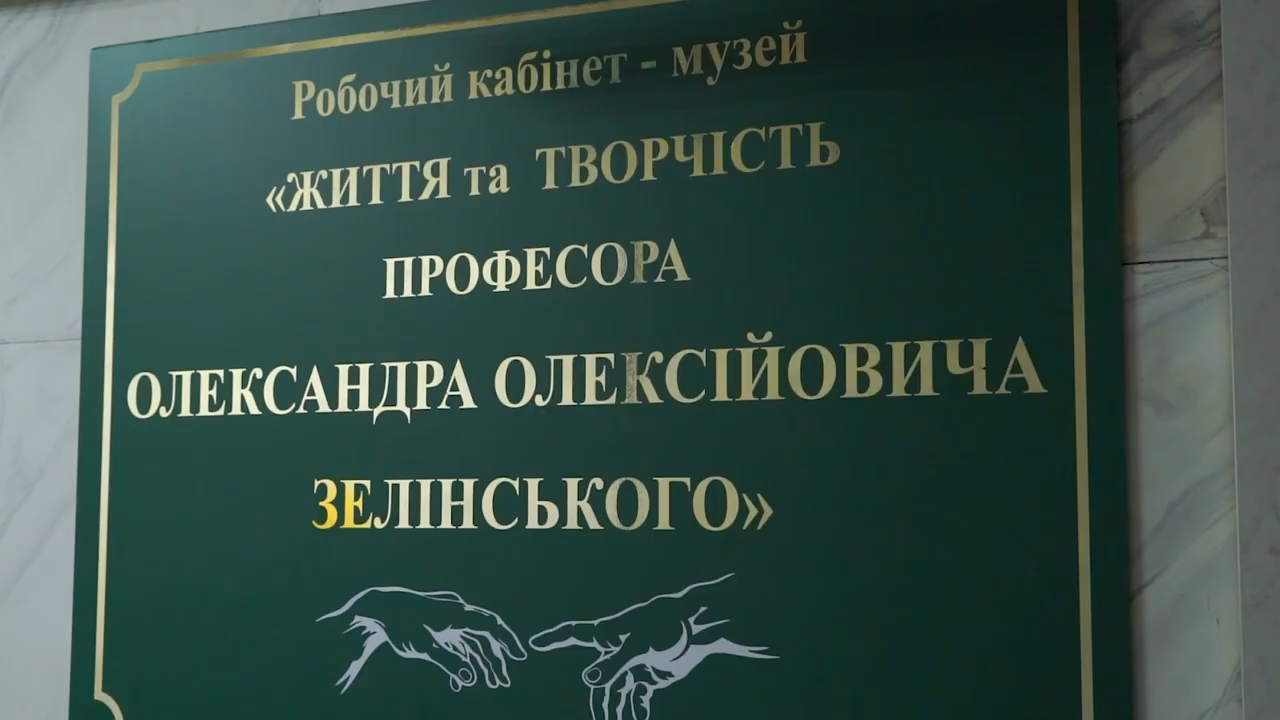 Робочий кабінет - музей
«ЖИТТЯ та ТВОРЧІСТЬ
ПРОФЕСОРА
ОЛЕКСАНДРА ОЛЕКСІЙОВИЧА
ЗЕЛІНСЬКОГО»